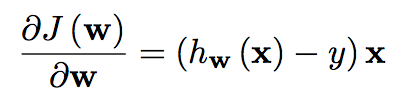 ∂J (𝐰)/∂𝐰 = (h_𝐰 (𝐱) − y) 𝐱